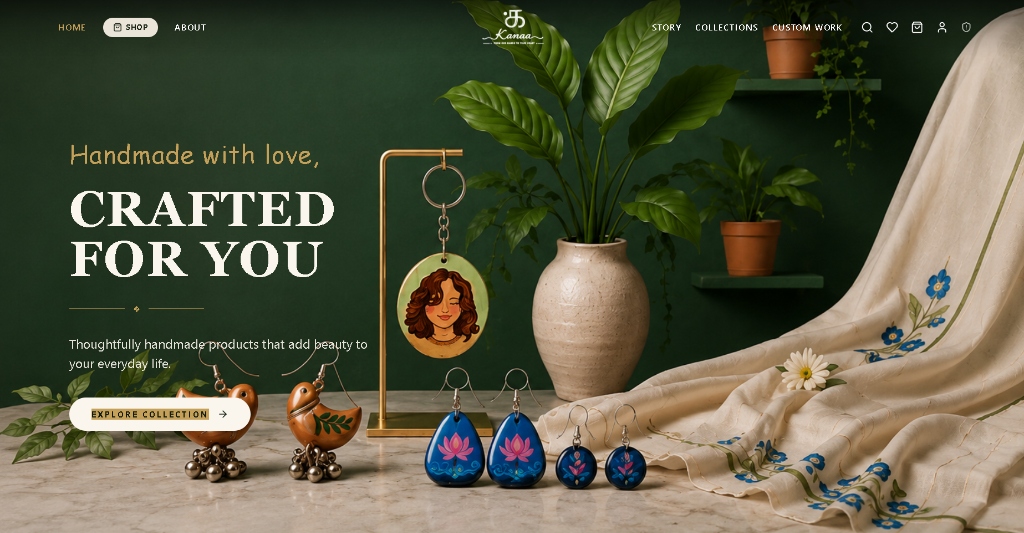 HOME
SHOP
ABOUT
க
Kanaa
STORY
COLLECTIONS
CUSTOM WORK
Handmade with love,
CRAFTED
FOR YOU
Thoughtfully handmade products that add beauty to
your everyday life.
EXPLORE COLLECTION